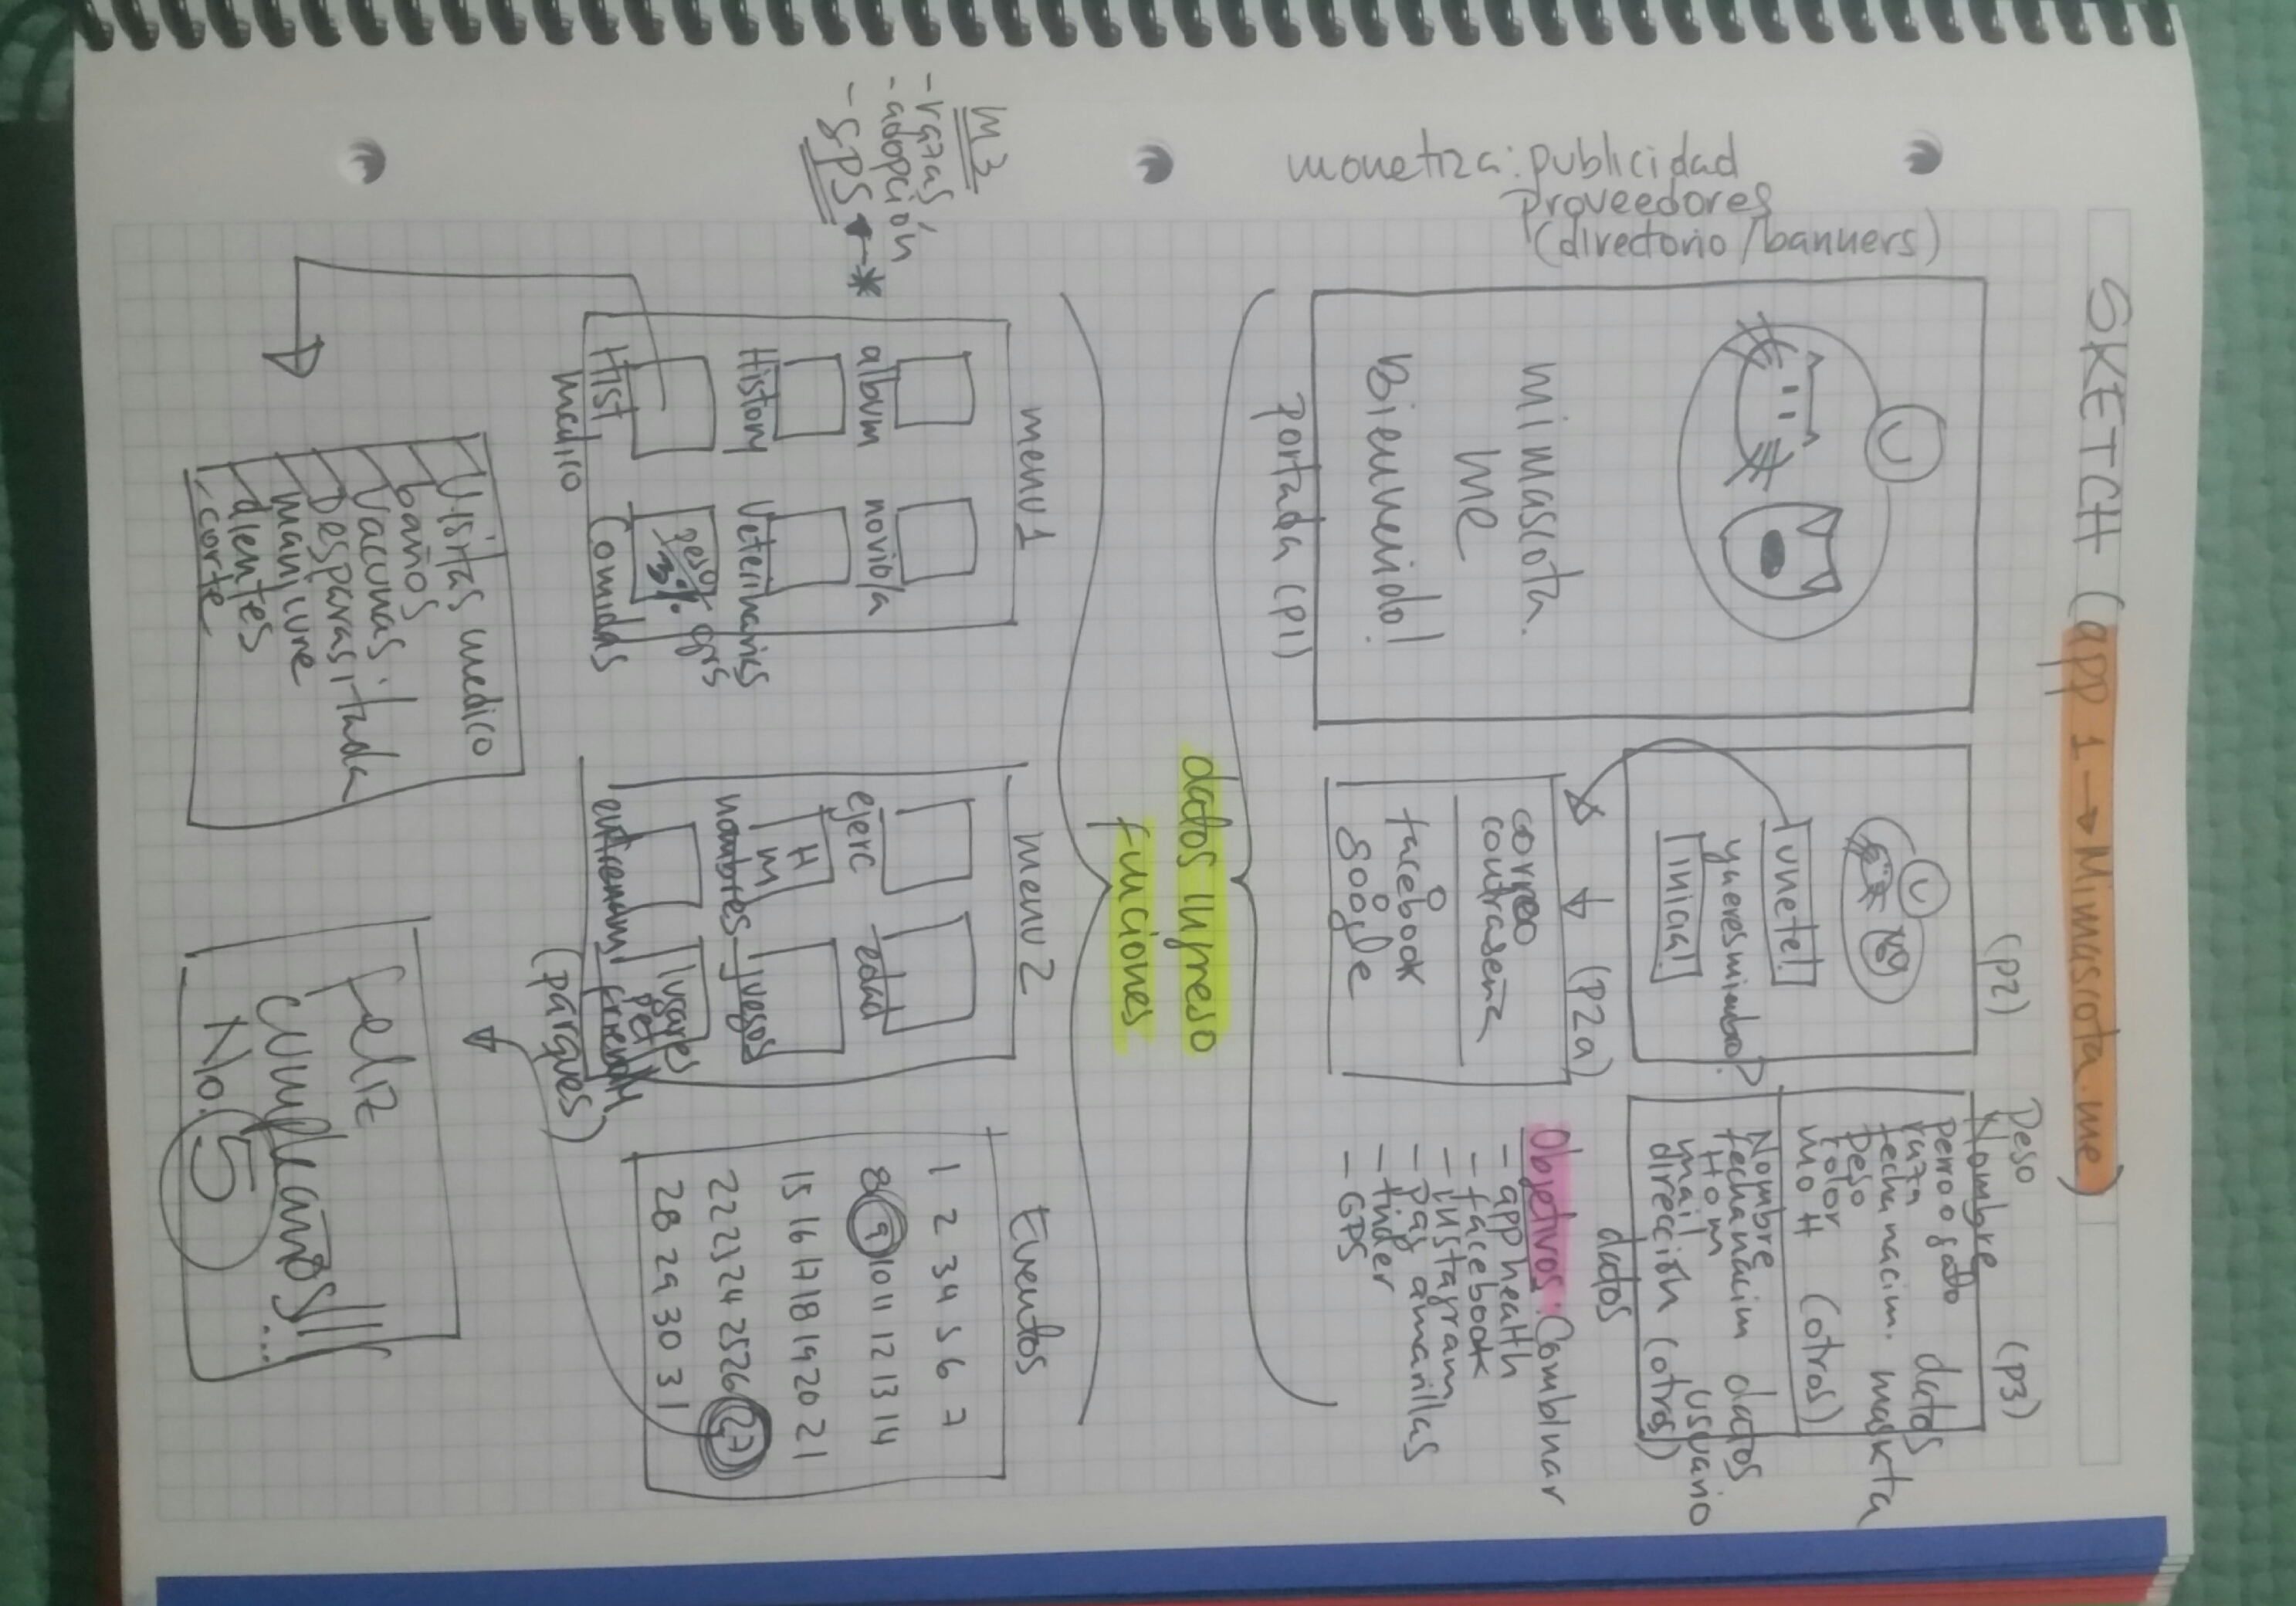 SKETCH (app 1 → Mimascota.me)
monetiza: publicidad
Proveedores
(directorio/banners)
mimascota.
me
Bienvenido!
portada (P1)
(P2)
unete!
ya eres miembro?
inicia!
(P2a)
correo
contraseña
o
facebook
o
google
(P3)
Peso
Nombre
perro o gato
raza
fecha nacim.
peso
color
M o H (otros)
datos
maskta
Nombre
fecha nacim
H o m
mail
dirección (otros)
datos
usuario
datos
Objetivos: Combinar
- app health
- facebook
- instagram
- pag amarillas
- tinder
- GPS
datos ingreso
funciones
m3
- razas
- adopción
- gps ←*
menu 1
album
novio/a
History
Veterinarios
peso/3% grs
Hist.
medico
Comidas
menu 2
ejerc
edad
H
m
nombres
juegos
entrenam
lugares
pet
friendly
(parques)
Eventos
1 2 3 4 5 6 7
8 9 10 11 12 13 14
15 16 17 18 19 20 21
22 23 24 25 26 27
28 29 30 31
Visitas medico
baños
Vacunas.
Desparasitada
manicure
dientes
corte
feliz
cumpleaños!!!...
No. 5